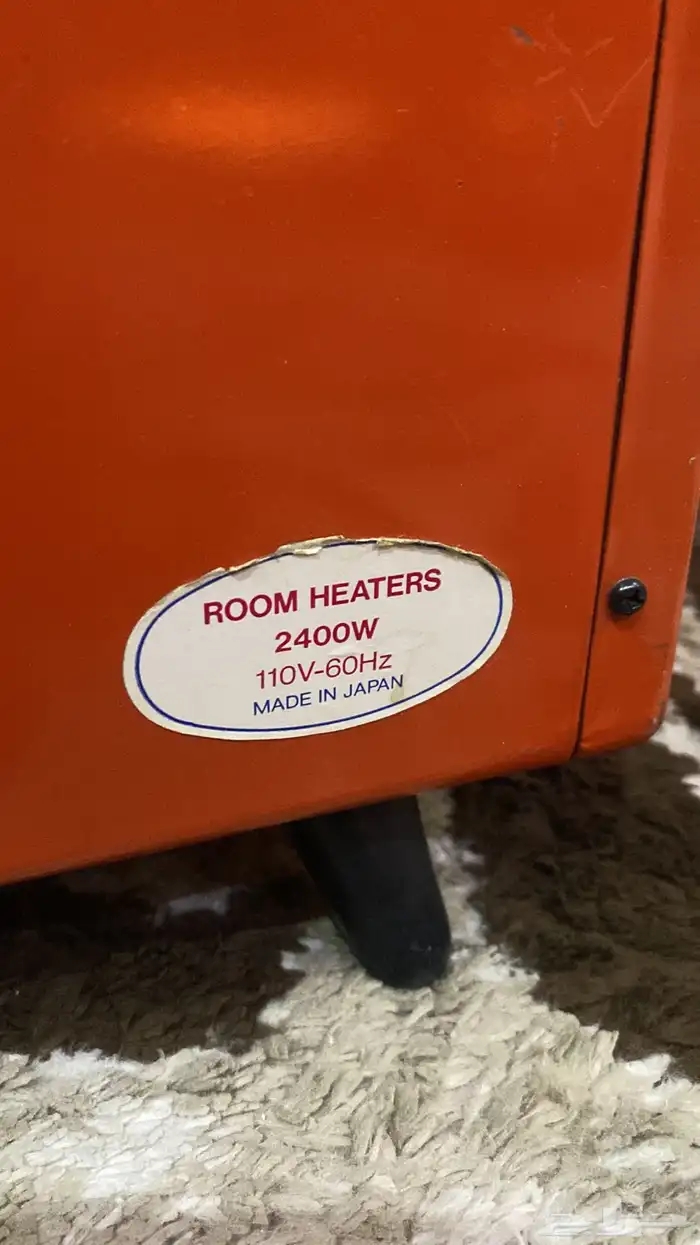 ROOM HEATERS
2400W
110V-60Hz
MADE IN JAPAN